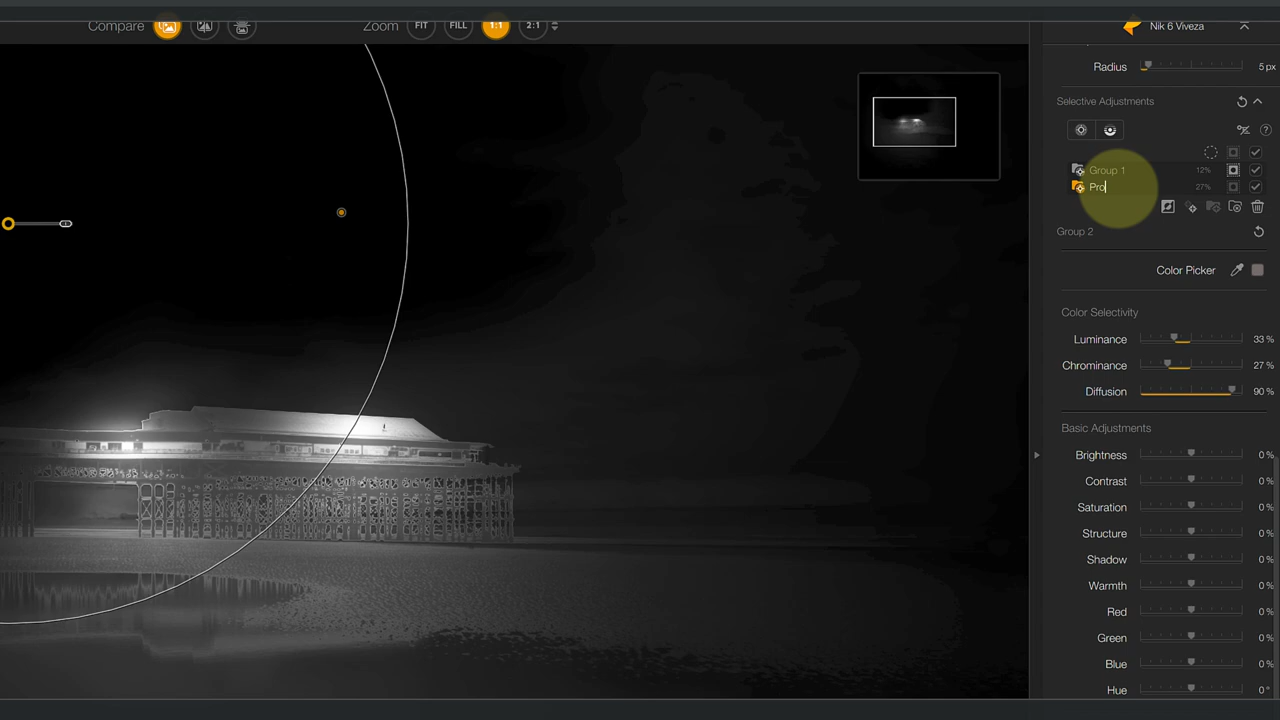 Compare Zoom FIT FILL 1:1 2:1 Nik 6 Viveza
Radius 5 px
Selective Adjustments
Group 1 12%
Pro 27%
Group 2
Color Picker
Color Selectivity
Luminance 33 %
Chrominance 27 %
Diffusion 90 %
Basic Adjustments
Brightness 0 %
Contrast 0 %
Saturation 0 %
Structure 0 %
Shadow 0 %
Warmth 0 %
Red 0 %
Green 0 %
Blue 0 %
Hue 0 °